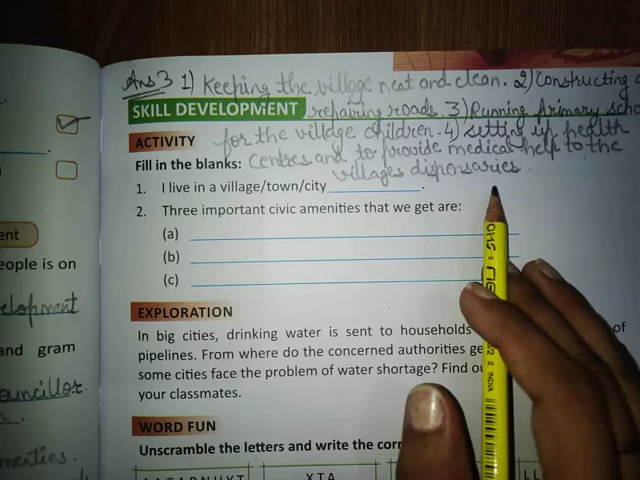 Ans 3 1) Keeping the village neat and clean. 2) Constructing
SKILL DEVELOPMENT repairing roads. 3) Running primary scho
ACTIVITY for the village children. 4) setting up health
Fill in the blanks: centres and to provide medical help to the
villages dispensaries.
1. I live in a village/town/city ____________.
2. Three important civic amenities that we get are:
(a)
(b)
(c)
ent
eople is on
elopment
and gram
ouncillor.
menties.
EXPLORATION
In big cities, drinking water is sent to households of
pipelines. From where do the concerned authorities ge
some cities face the problem of water shortage? Find ou
your classmates.
WORD FUN
Unscramble the letters and write the corr
XTA